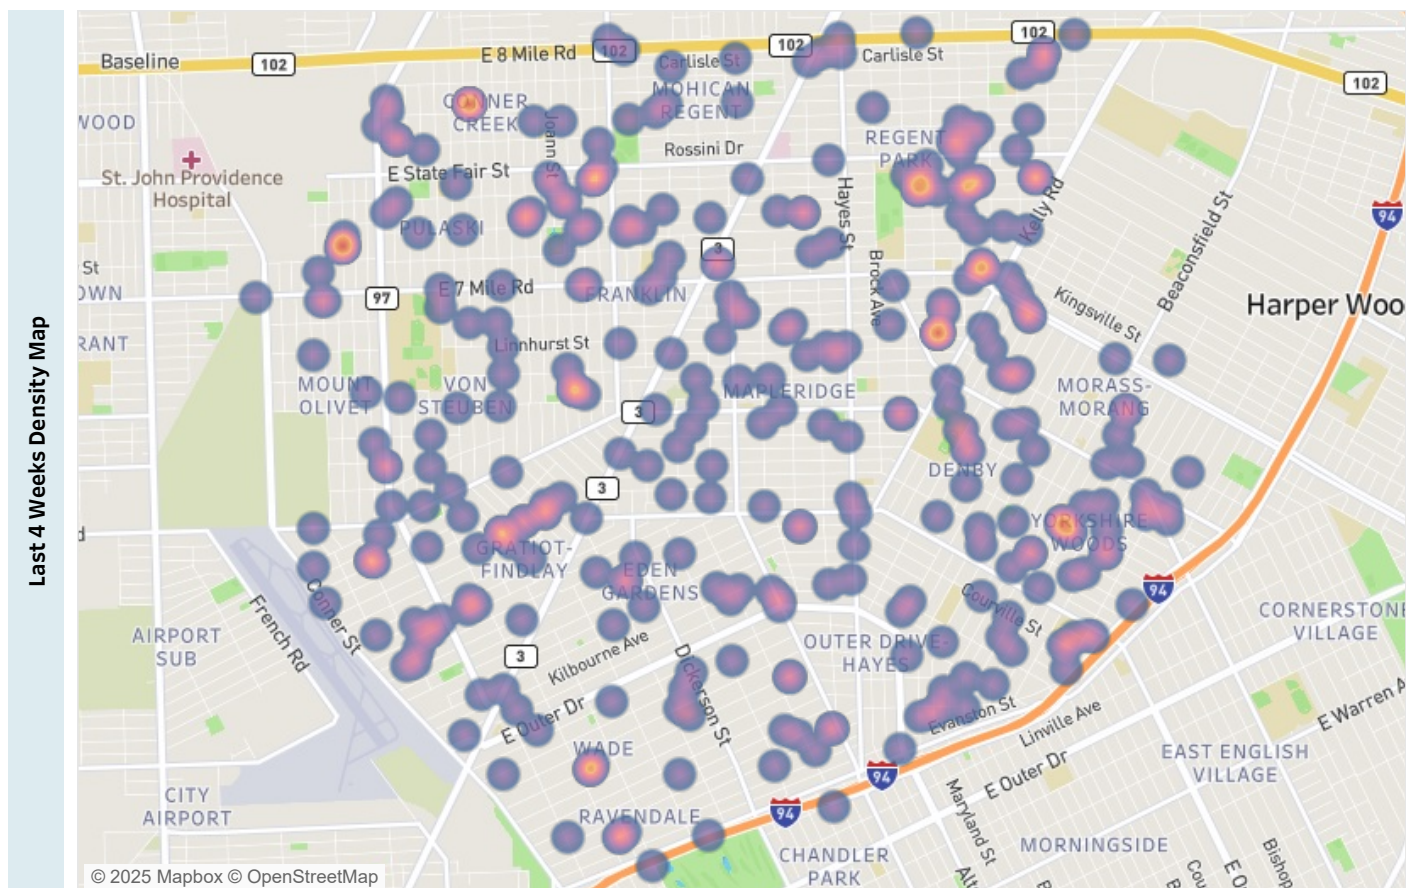 Last 4 Weeks Density Map
Baseline
102
E 8 Mile Rd
102
102
102
102
Carlisle St
Carlisle St
CONNER
CREEK
MOHICAN
REGENT
WOOD
Joann St
REGENT
PARK
Rossini Dr
St. John Providence
Hospital
E State Fair St
Hayes St
Kelly Rd
Beaconsfield St
94
PULASKI
3
St
OWN
97
E 7 Mile Rd
FRANKLIN
Brock Ave
Kingsville St
Harper Woo
RANT
Linnhurst St
MOUNT
OLIVET
VON
STEUBEN
MAPLERIDGE
MORASS-
MORANG
3
DENBY
3
d
GRATIOT-
FINDLAY
YORKSHIRE
WOODS
EDEN
GARDENS
94
Conner St
French Rd
Courville St
CORNERSTONE
VILLAGE
AIRPORT
SUB
3
Kilbourne Ave
OUTER DRIVE-
HAYES
Dickerson St
E Outer Dr
Evanston St
Linville Ave
E Warren A
WADE
EAST ENGLISH
VILLAGE
94
E Outer Dr
CITY
AIRPORT
94
RAVENDALE
Maryland St
MORNINGSIDE
CHANDLER
PARK
Alt
Cou
E O
Bishop
© 2025 Mapbox © OpenStreetMap